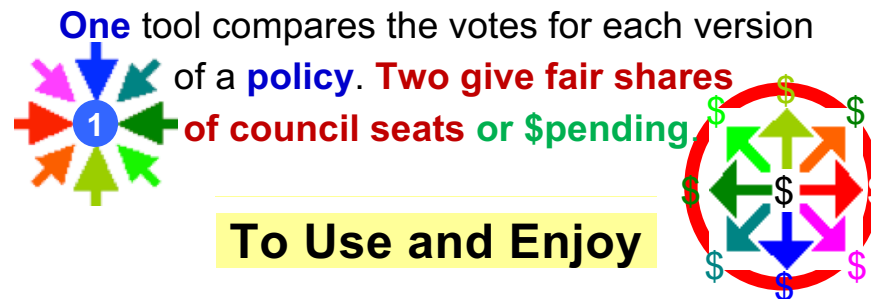 One tool compares the votes for each version
of a policy. Two give fair shares
1
of council seats or $pending.
$ $ $
$ $ $
$ $
$
To Use and Enjoy